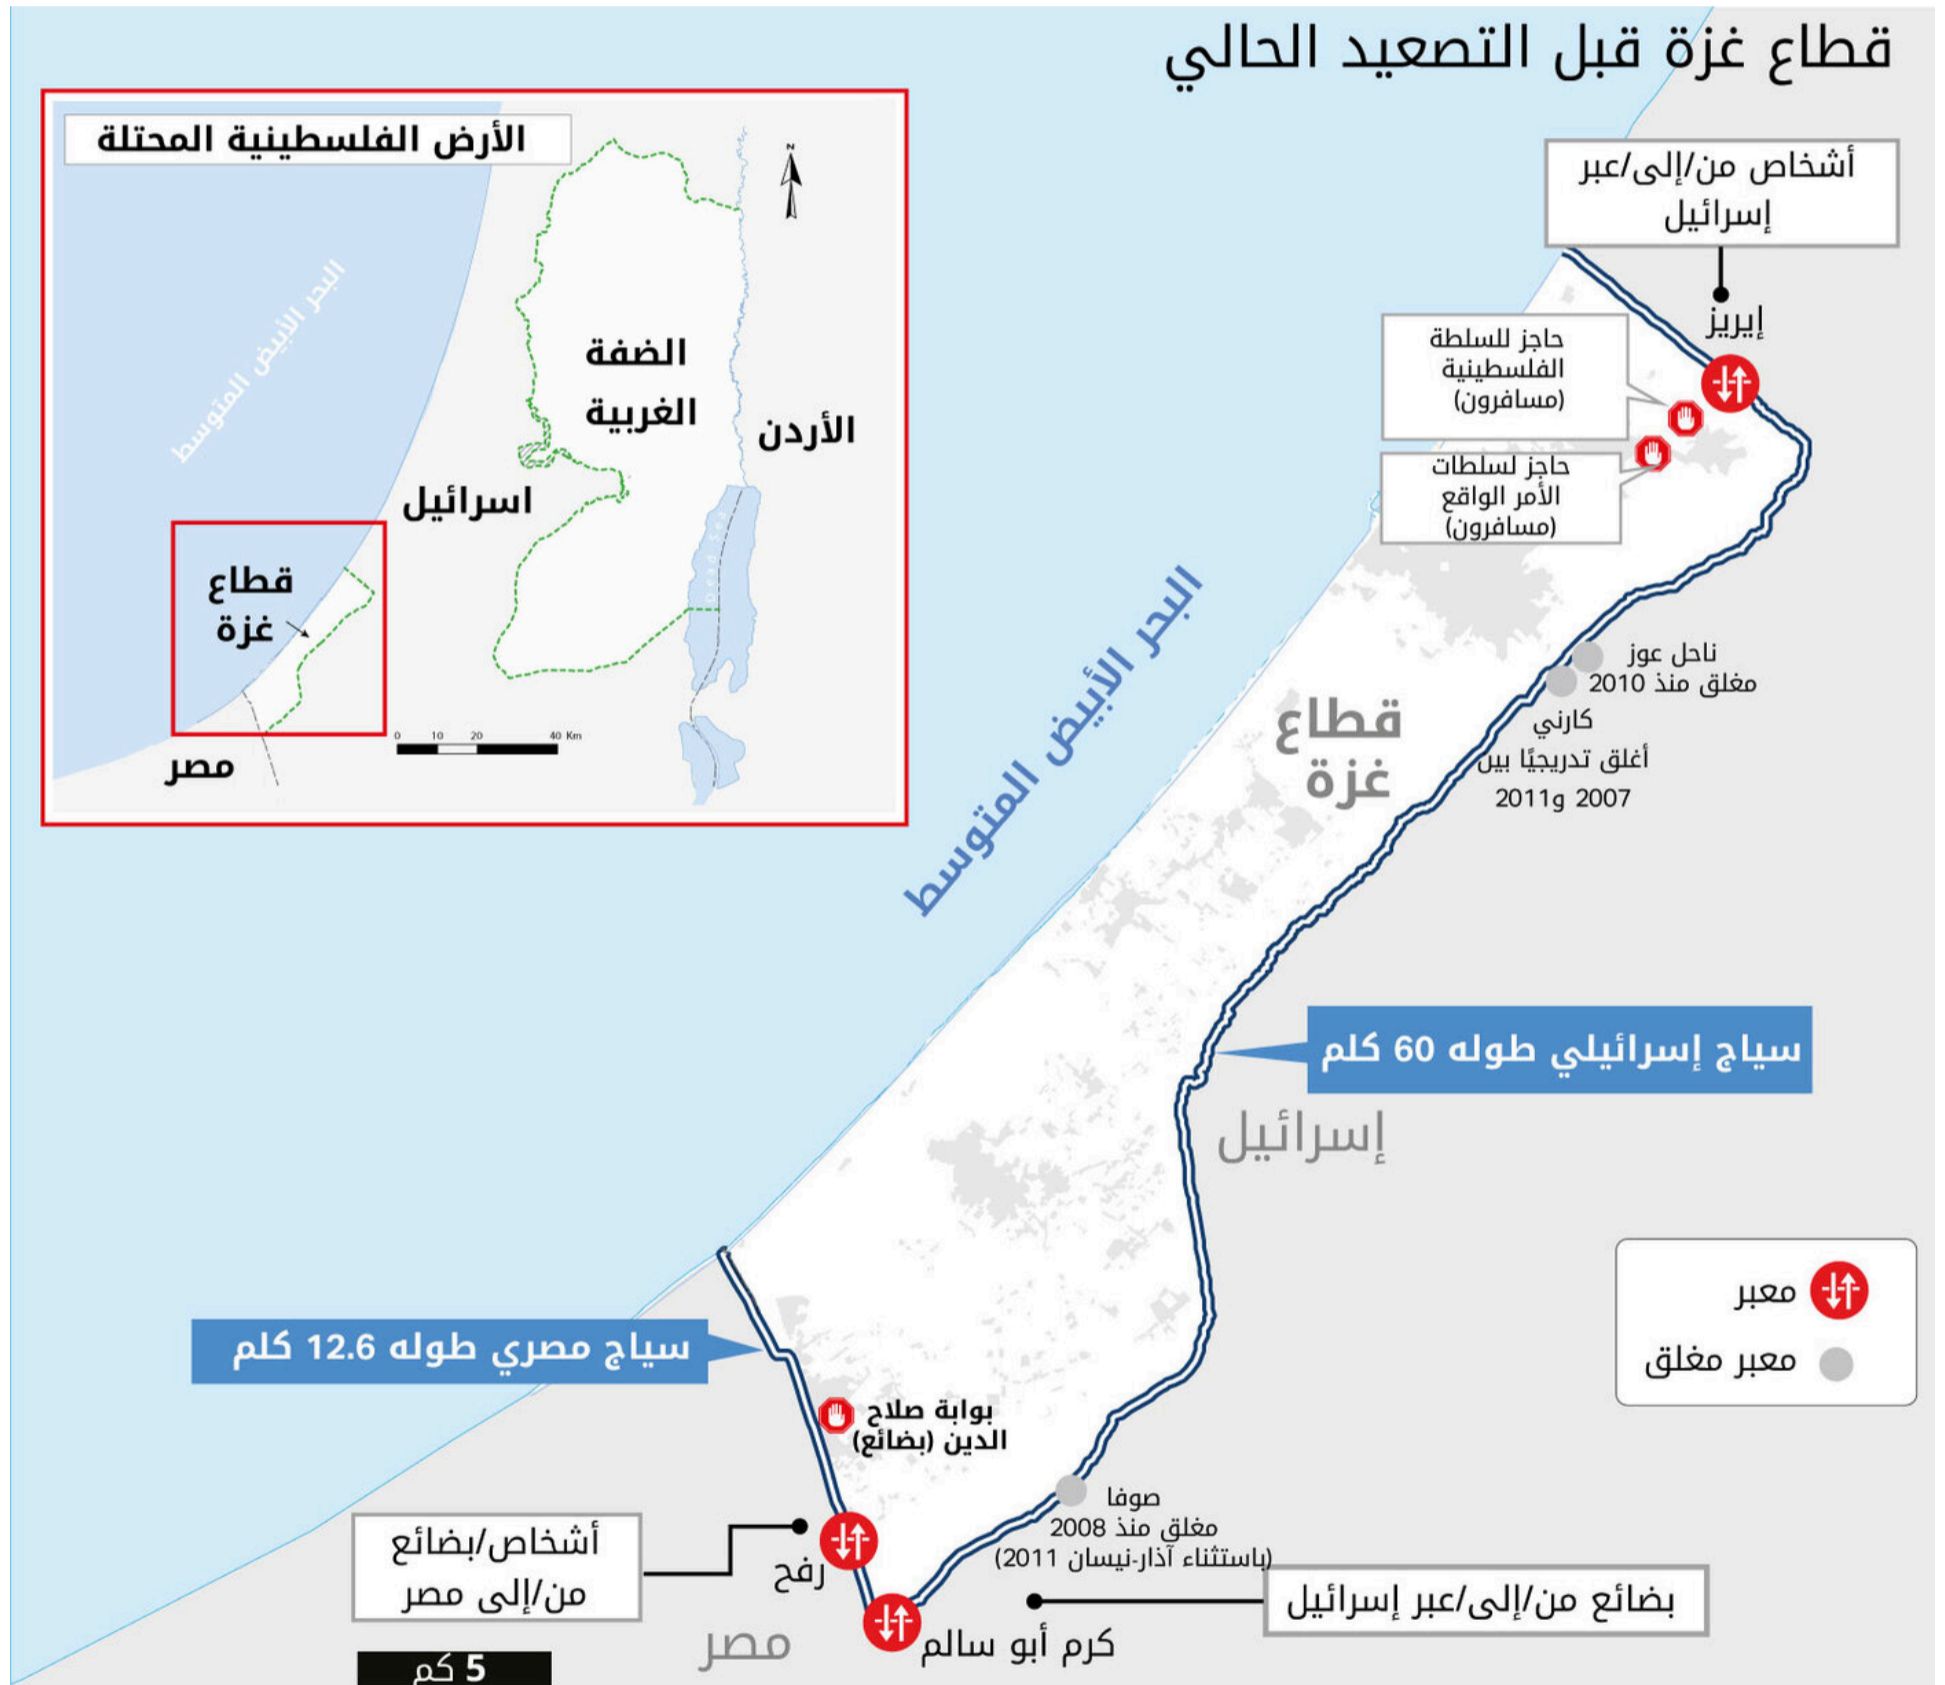 قطاع غزة قبل التصعيد الحالي
الأرض الفلسطينية المحتلة
N
البحر الأبيض المتوسط
الضفة
الغربية
الأردن
اسرائيل
Dead Sea
قطاع
غزة
مصر
0 10 20 40 Km
أشخاص من/إلى/عبر
إسرائيل
إيريز
حاجز للسلطة
الفلسطينية
(مسافرون)
حاجز لسلطات
الأمر الواقع
(مسافرون)
البحر الأبيض المتوسط
ناحل عوز
مغلق منذ 2010
كارني
أغلق تدريجيًا بين
2007 و2011
قطاع
غزة
سياج إسرائيلي طوله 60 كلم
إسرائيل
معبر
معبر مغلق
سياج مصري طوله 12.6 كلم
بوابة صلاح
الدين (بضائع)
صوفا
مغلق منذ 2008
(باستثناء آذار-نيسان 2011)
أشخاص/بضائع
من/إلى مصر
رفح
بضائع من/إلى/عبر إسرائيل
كرم أبو سالم
مصر
5 كم